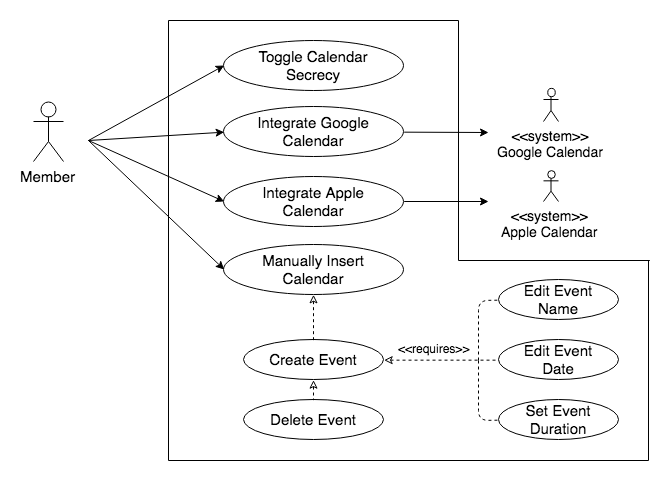 Toggle Calendar
Secrecy
Integrate Google
Calendar
<<system>>
Google Calendar
Member
Integrate Apple
Calendar
<<system>>
Apple Calendar
Manually Insert
Calendar
Edit Event
Name
Create Event
<<requires>>
Edit Event
Date
Delete Event
Set Event
Duration